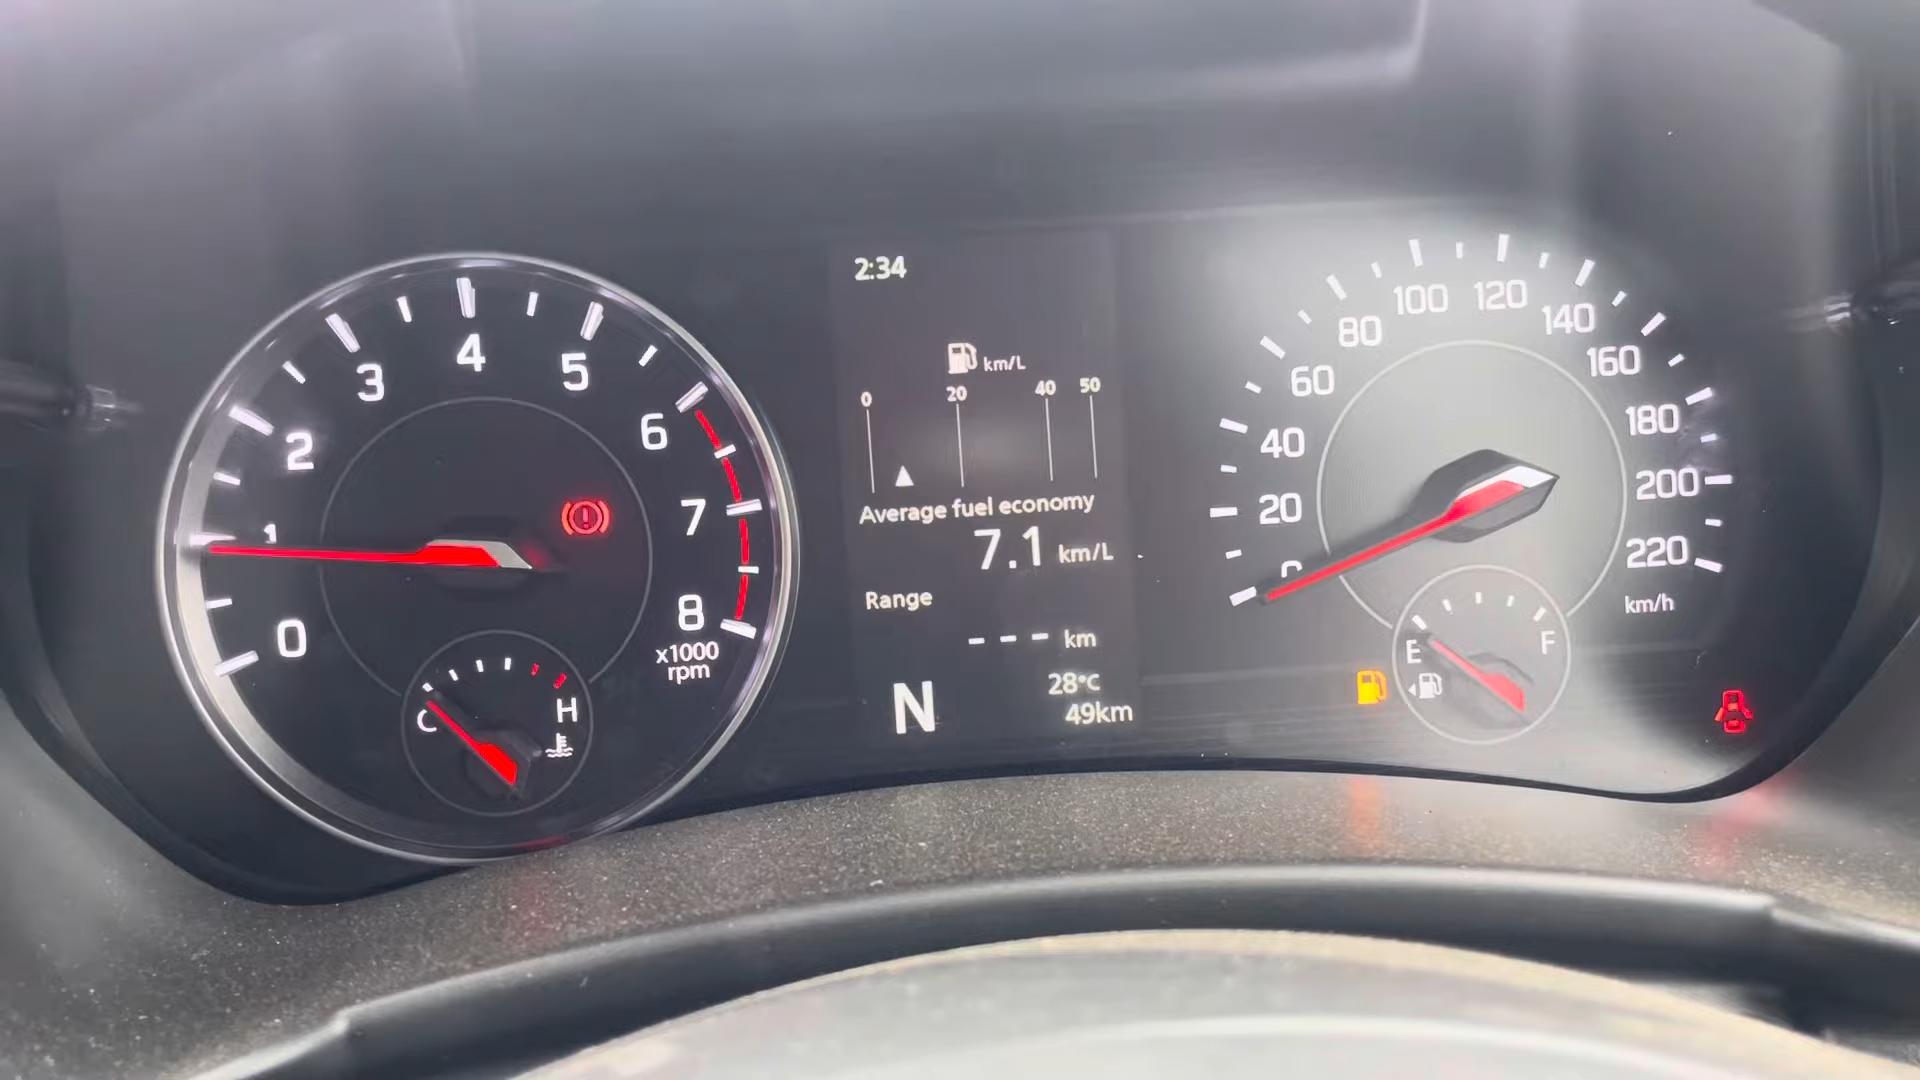 0
1
2
3
4
5
6
7
8
x1000
rpm
C
H
2:34
km/L
0 20 40 50
Average fuel economy
7.1 km/L
Range
--- km
N
28°C
49km
0
20
40
60
80
100
120
140
160
180
200
220
km/h
E
F